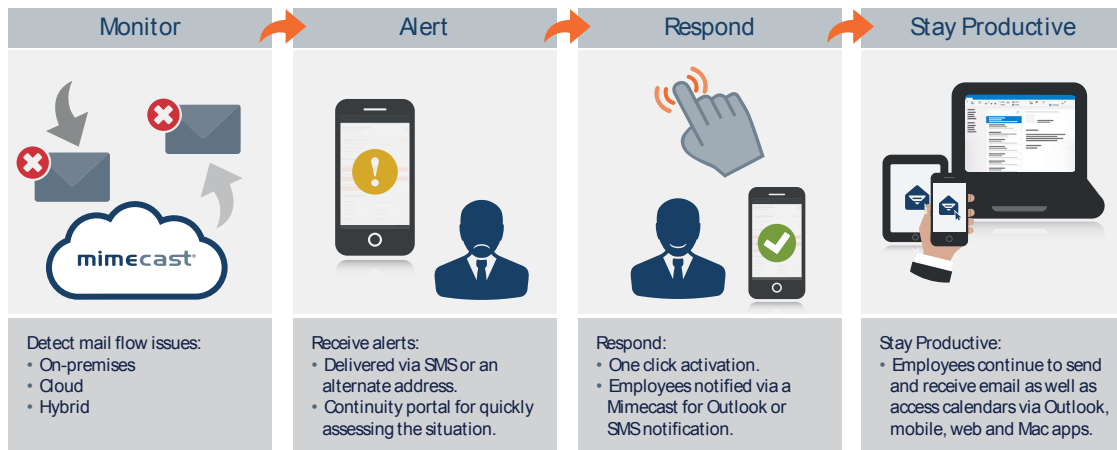 Monitor
Alert
Respond
Stay Productive
mimecast
Detect mail flow issues:
• On-premises
• Cloud
• Hybrid
Receive alerts:
• Delivered via SMS or an
alternate address.
• Continuity portal for quickly
assessing the situation.
Respond:
• One click activation.
• Employees notified via a
Mimecast for Outlook or
SMS notification.
Stay Productive:
• Employees continue to send
and receive email as well as
access calendars via Outlook,
mobile, web and Mac apps.